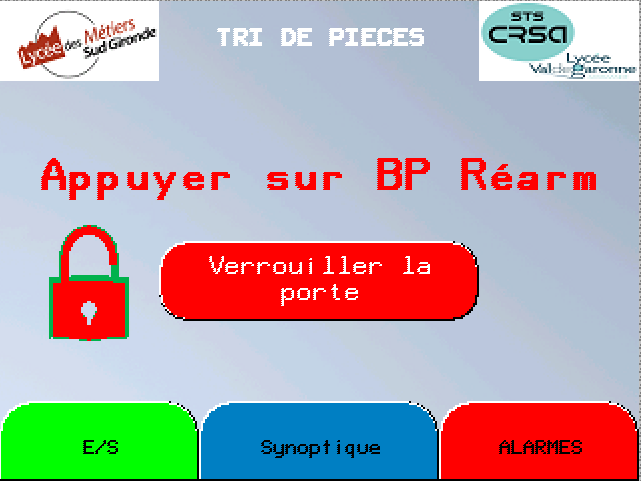 Lycée des Métiers
Sud Gironde
TRI DE PIECES
STS
CRSA
Lycée
Val de garonne
Appuyer sur BP Réarm
Verrouiller la
porte
E/S
Synoptique
ALARMES